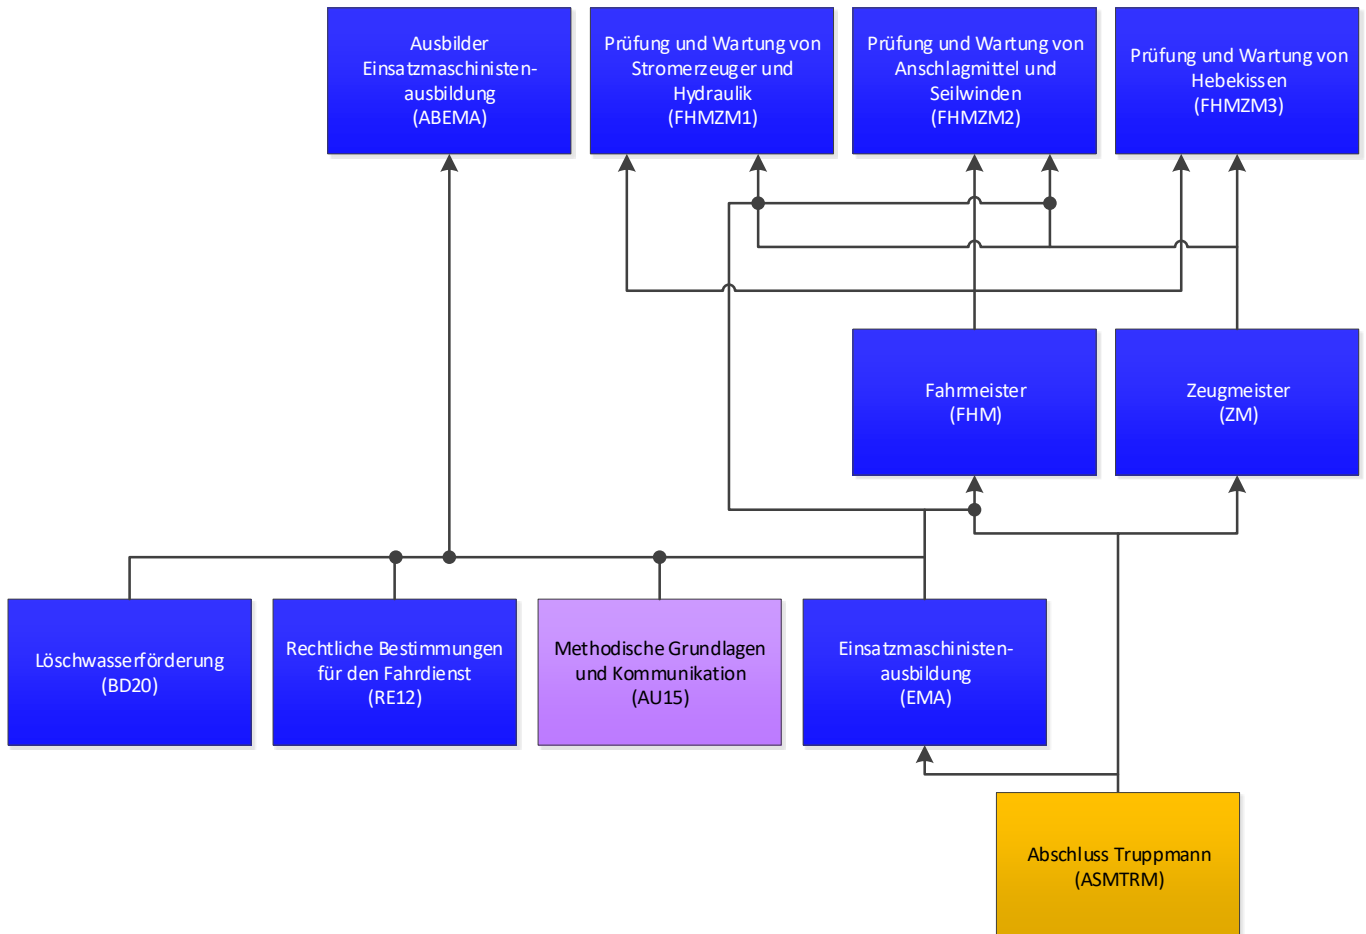 Ausbilder
Einsatzmaschinisten-
ausbildung
(ABEMA)
Prüfung und Wartung von
Stromerzeuger und
Hydraulik
(FHMZM1)
Prüfung und Wartung von
Anschlagmittel und
Seilwinden
(FHMZM2)
Prüfung und Wartung von
Hebekissen
(FHMZM3)
Fahrmeister
(FHM)
Zeugmeister
(ZM)
Löschwasserförderung
(BD20)
Rechtliche Bestimmungen
für den Fahrdienst
(RE12)
Methodische Grundlagen
und Kommunikation
(AU15)
Einsatzmaschinisten-
ausbildung
(EMA)
Abschluss Truppmann
(ASMTRM)